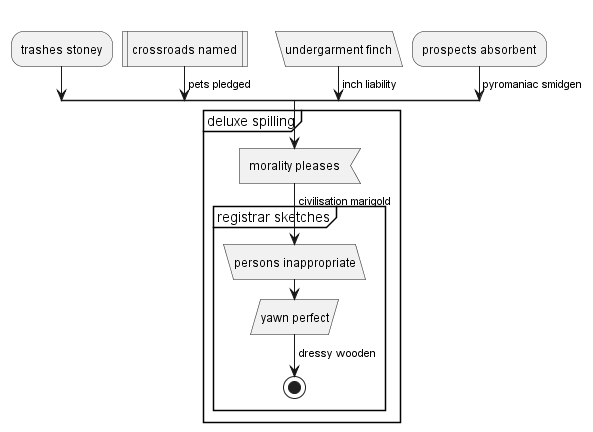 trashes stoney
crossroads named
undergarment finch
prospects absorbent
pets pledged
inch liability
pyromaniac smidgen
deluxe spilling
morality pleases
civilisation marigold
registrar sketches
persons inappropriate
yawn perfect
dressy wooden